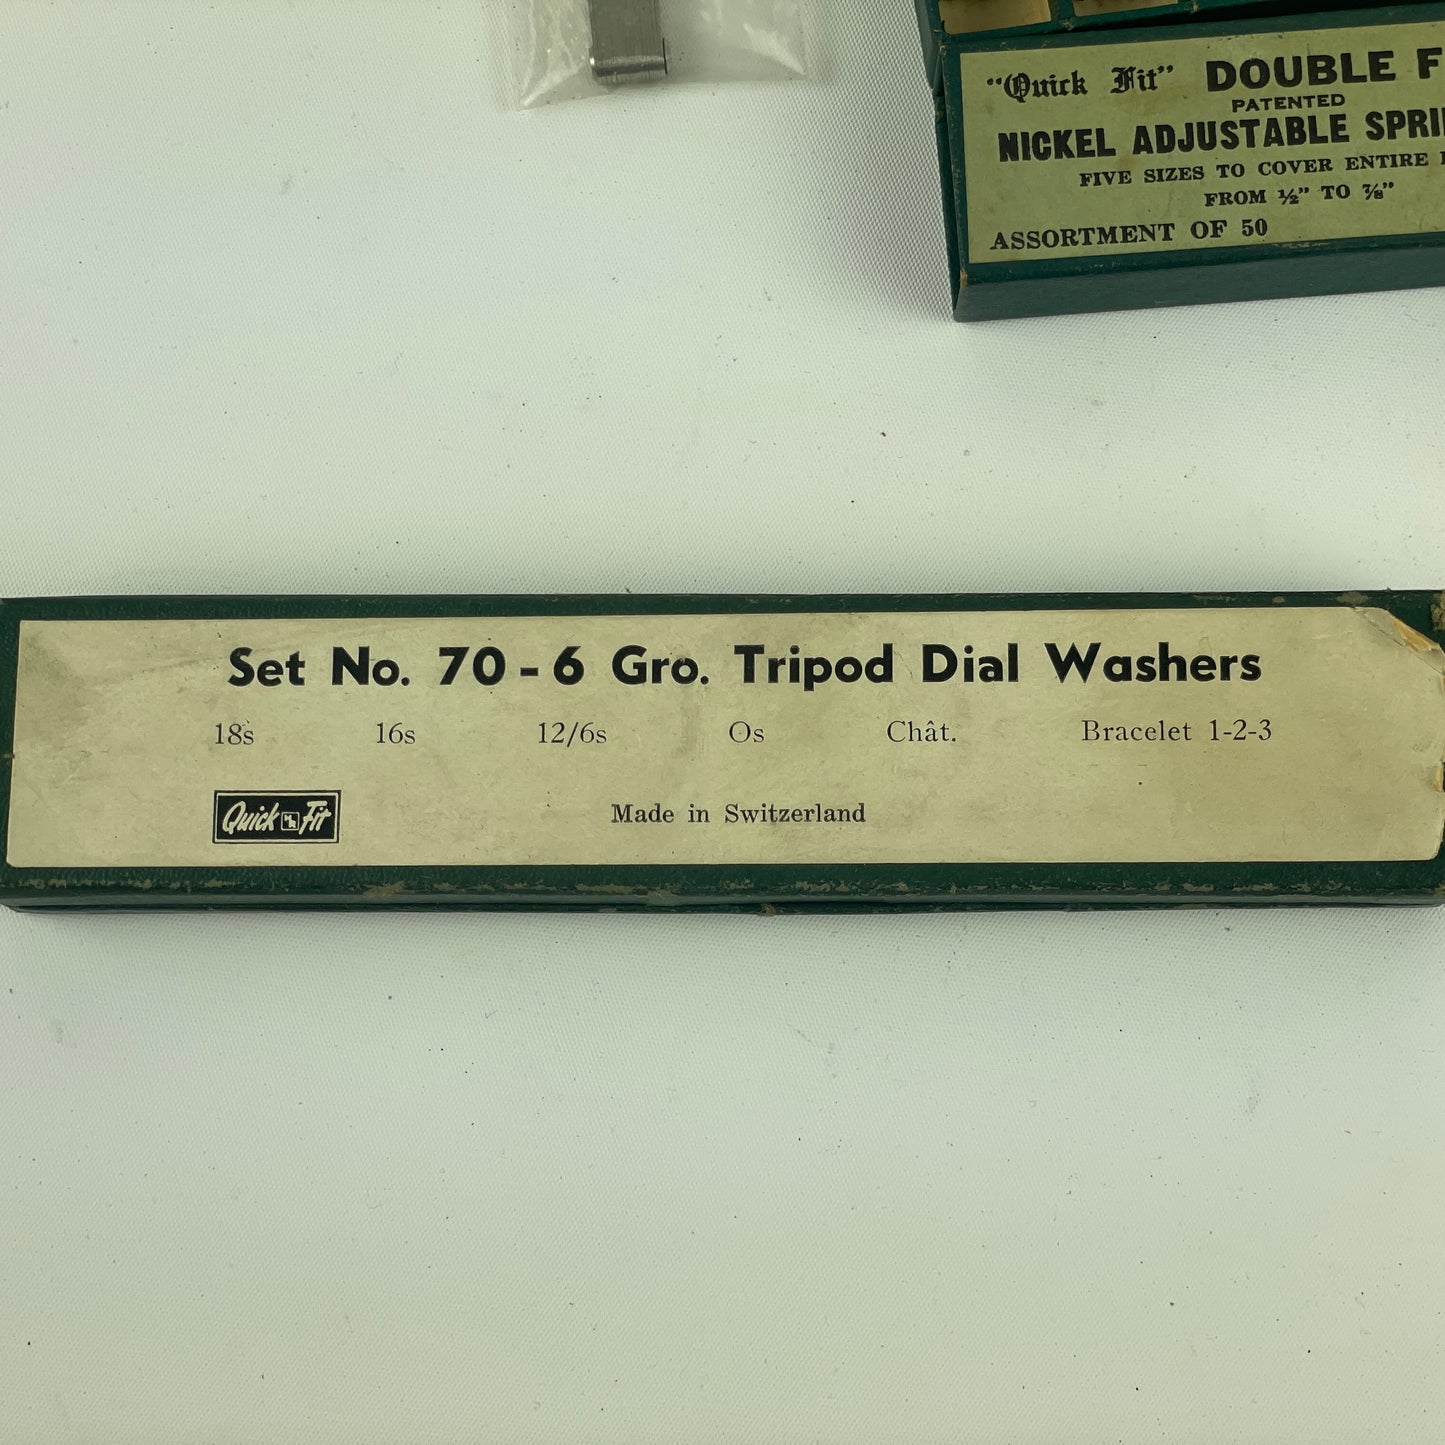 "Quick Fit" DOUBLE
PATENTED
NICKEL ADJUSTABLE
FIVE SIZES TO COVER ENTIRE
FROM ½" TO ⅞"
ASSORTMENT OF 50
Set No. 70 - 6 Gro. Tripod Dial Washers
18s 16s 12/6s Os Chât. Bracelet 1-2-3
Quick Fit Made in Switzerland